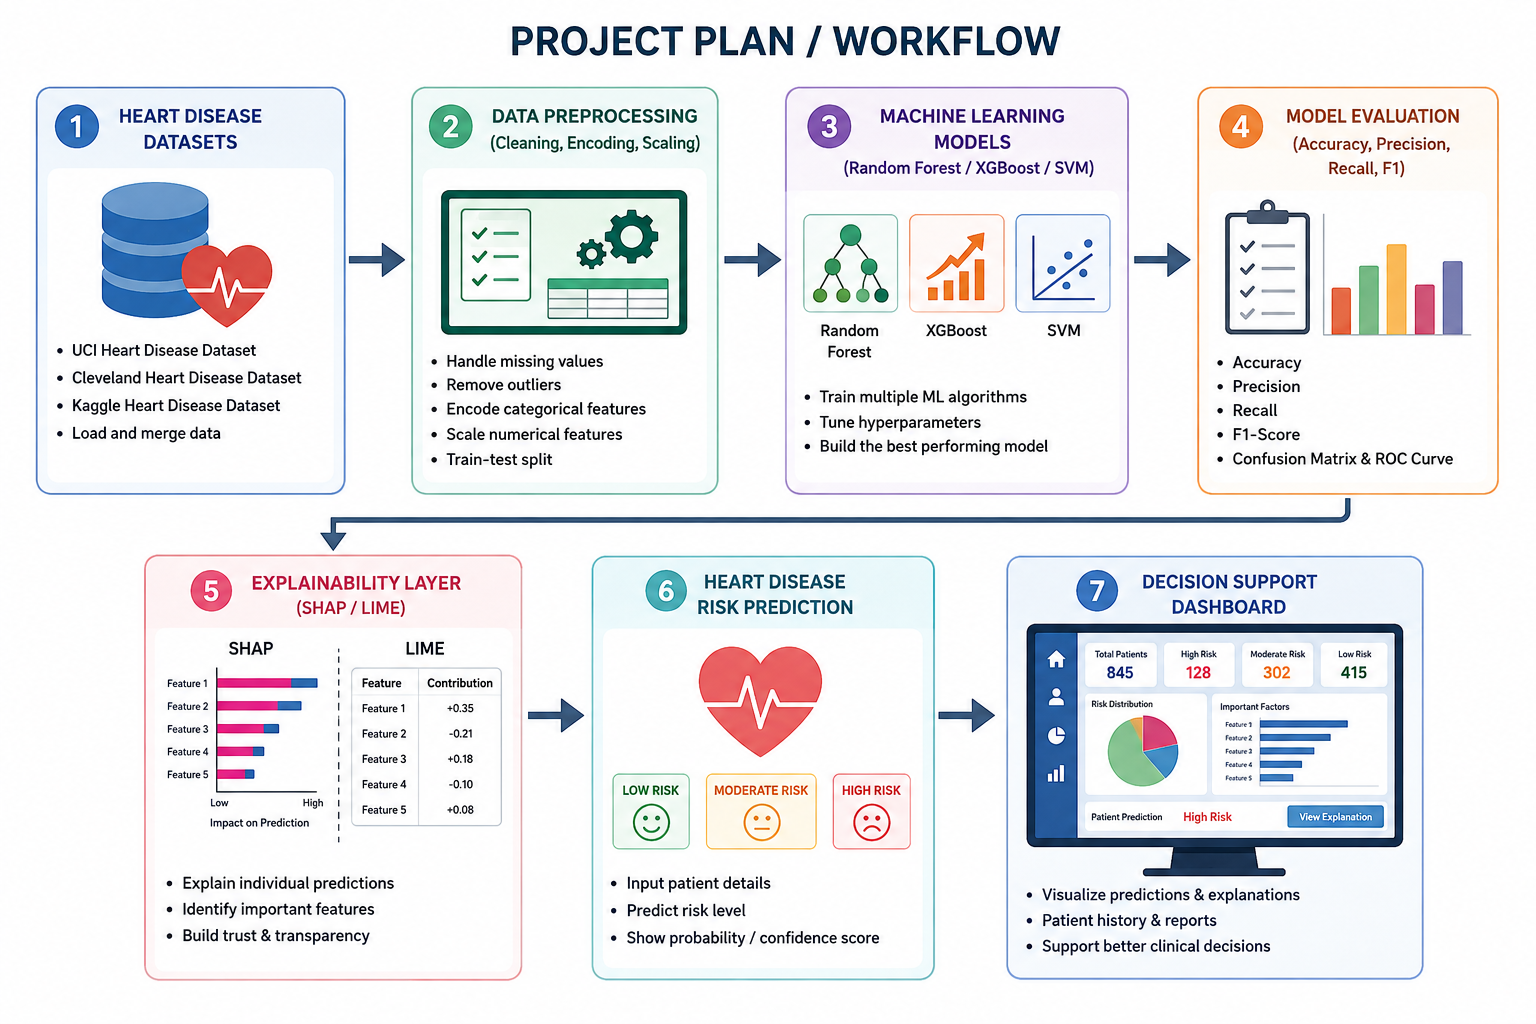 PROJECT PLAN / WORKFLOW
1
HEART DISEASE
DATASETS
• UCI Heart Disease Dataset
• Cleveland Heart Disease Dataset
• Kaggle Heart Disease Dataset
• Load and merge data
2
DATA PREPROCESSING
(Cleaning, Encoding, Scaling)
• Handle missing values
• Remove outliers
• Encode categorical features
• Scale numerical features
• Train-test split
3
MACHINE LEARNING
MODELS
(Random Forest / XGBoost / SVM)
Random
Forest
XGBoost
SVM
• Train multiple ML algorithms
• Tune hyperparameters
• Build the best performing model
4
MODEL EVALUATION
(Accuracy, Precision,
Recall, F1)
• Accuracy
• Precision
• Recall
• F1-Score
• Confusion Matrix & ROC Curve
5
EXPLAINABILITY LAYER
(SHAP / LIME)
SHAP
Feature 1
Feature 2
Feature 3
Feature 4
Feature 5
Low High
Impact on Prediction
LIME
Feature Contribution
Feature 1 +0.35
Feature 2 -0.21
Feature 3 +0.18
Feature 4 -0.10
Feature 5 +0.08
• Explain individual predictions
• Identify important features
• Build trust & transparency
6
HEART DISEASE
RISK PREDICTION
LOW RISK
MODERATE RISK
HIGH RISK
• Input patient details
• Predict risk level
• Show probability / confidence score
7
DECISION SUPPORT
DASHBOARD
Total Patients
845
High Risk
128
Moderate Risk
302
Low Risk
415
Risk Distribution
Important Factors
Feature 1
Feature 2
Feature 3
Feature 4
Feature 5
Patient Prediction High Risk View Explanation
• Visualize predictions & explanations
• Patient history & reports
• Support better clinical decisions